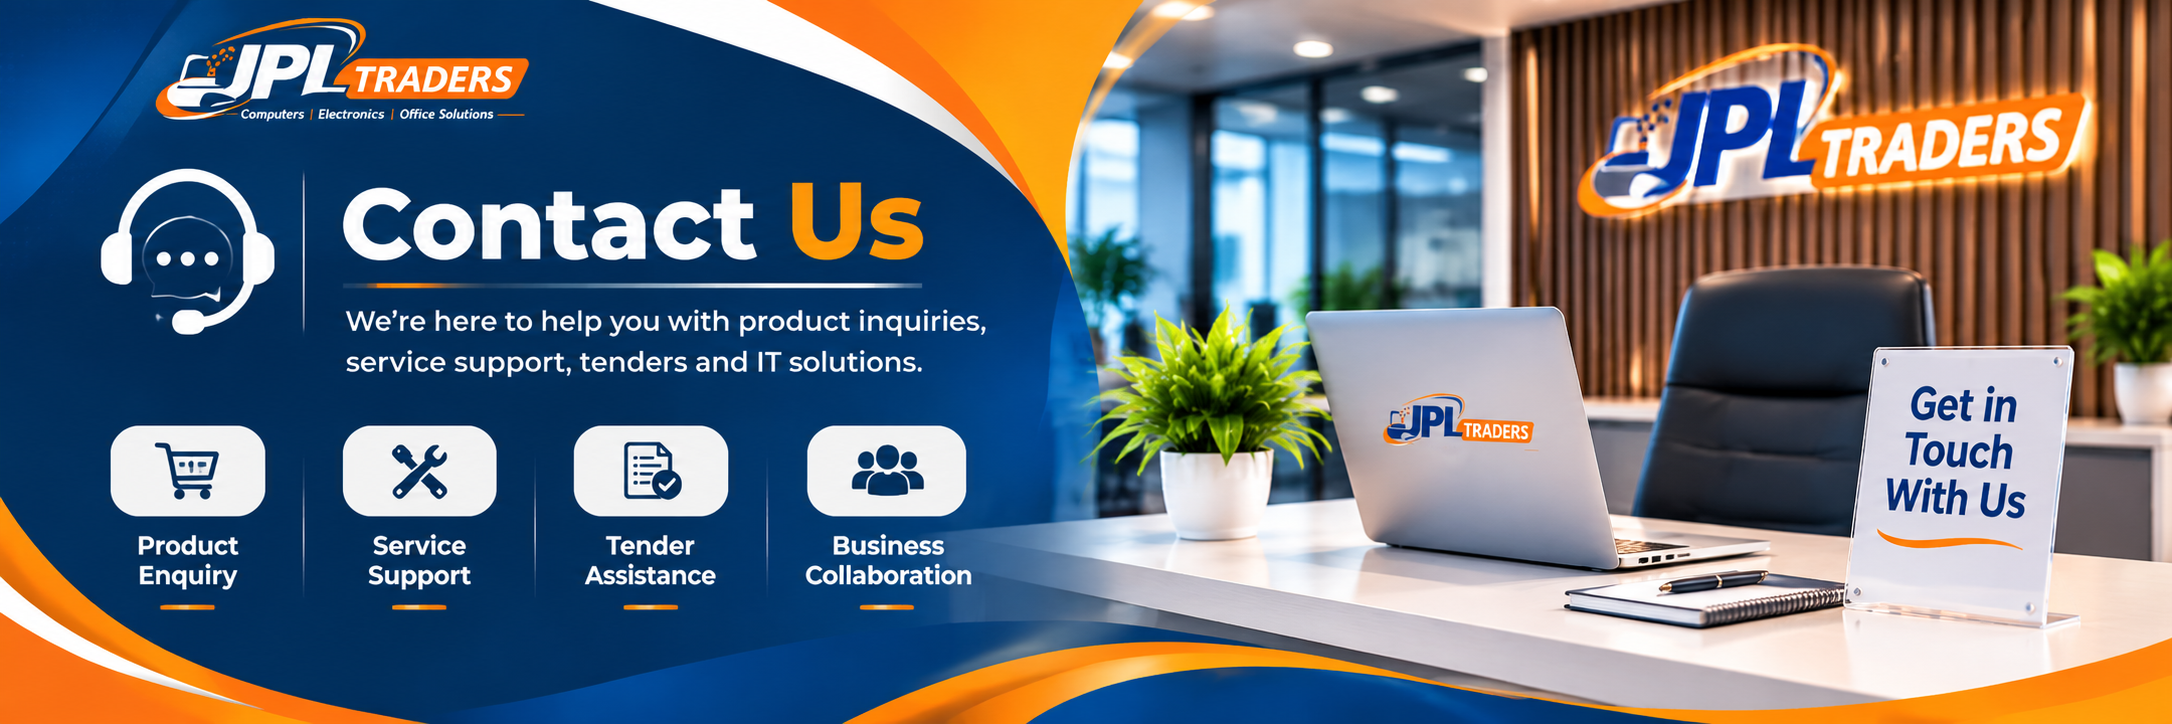 JPL TRADERS
Computers | Electronics | Office Solutions
Contact Us
We're here to help you with product inquiries,
service support, tenders and IT solutions.
Product
Enquiry
Service
Support
Tender
Assistance
Business
Collaboration
JPL TRADERS
JPL TRADERS
Get in
Touch
With Us